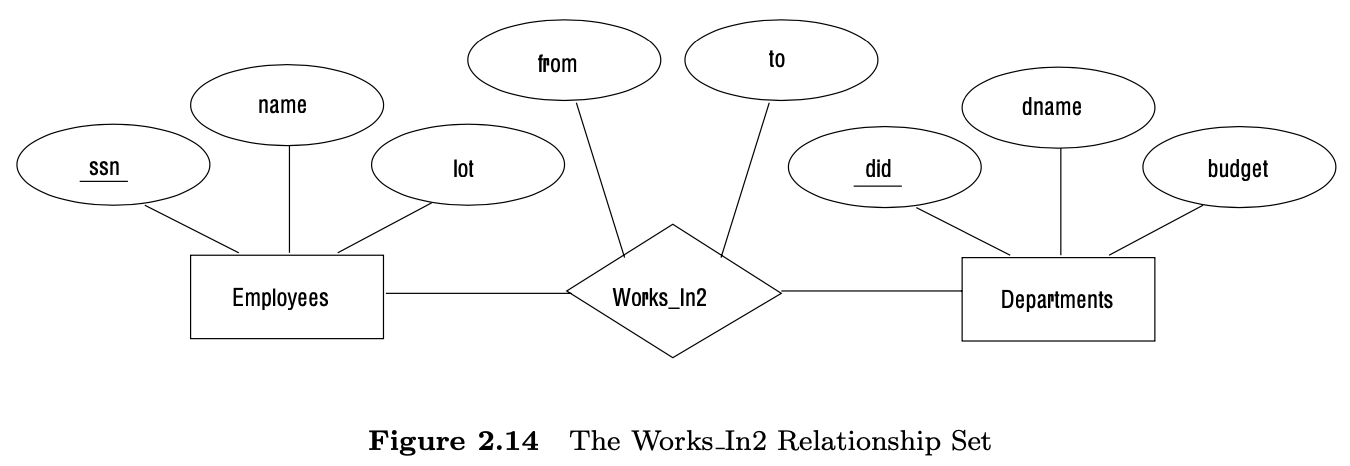 from
to
name
dname
ssn
lot
did
budget
Employees
Works_In2
Departments
Figure 2.14 The Works_In2 Relationship Set